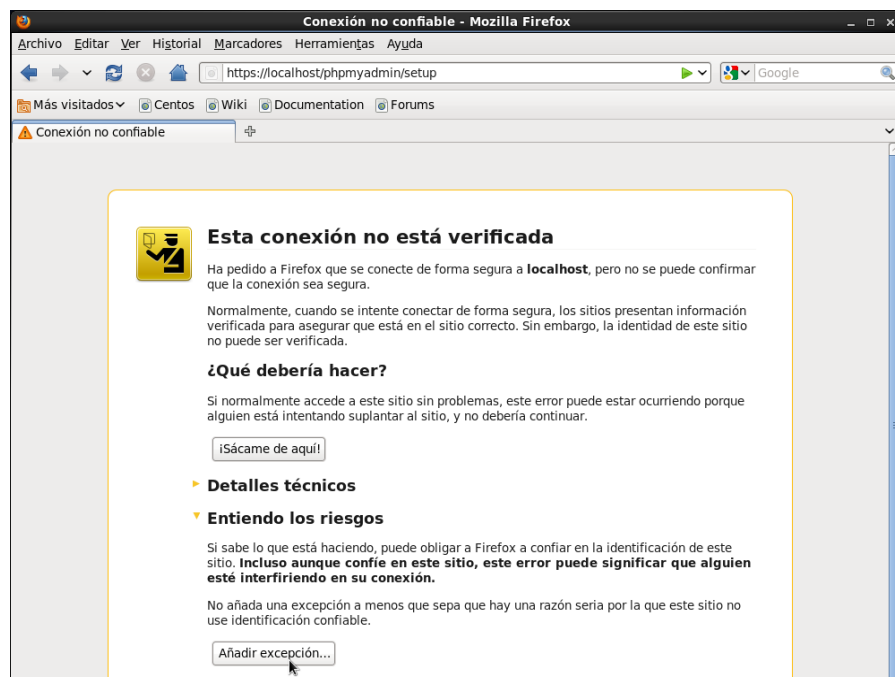 Conexión no confiable - Mozilla Firefox
Archivo Editar Ver Historial Marcadores Herramientas Ayuda
https://localhost/phpmyadmin/setup Google
Más visitados Centos Wiki Documentation Forums
Conexión no confiable
Esta conexión no está verificada
Ha pedido a Firefox que se conecte de forma segura a localhost, pero no se puede confirmar
que la conexión sea segura.
Normalmente, cuando se intente conectar de forma segura, los sitios presentan información
verificada para asegurar que está en el sitio correcto. Sin embargo, la identidad de este sitio
no puede ser verificada.
¿Qué debería hacer?
Si normalmente accede a este sitio sin problemas, este error puede estar ocurriendo porque
alguien está intentando suplantar al sitio, y no debería continuar.
¡Sácame de aquí!
Detalles técnicos
Entiendo los riesgos
Si sabe lo que está haciendo, puede obligar a Firefox a confiar en la identificación de este
sitio. Incluso aunque confíe en este sitio, este error puede significar que alguien
esté interfiriendo en su conexión.
No añada una excepción a menos que sepa que hay una razón seria por la que este sitio no
use identificación confiable.
Añadir excepción...